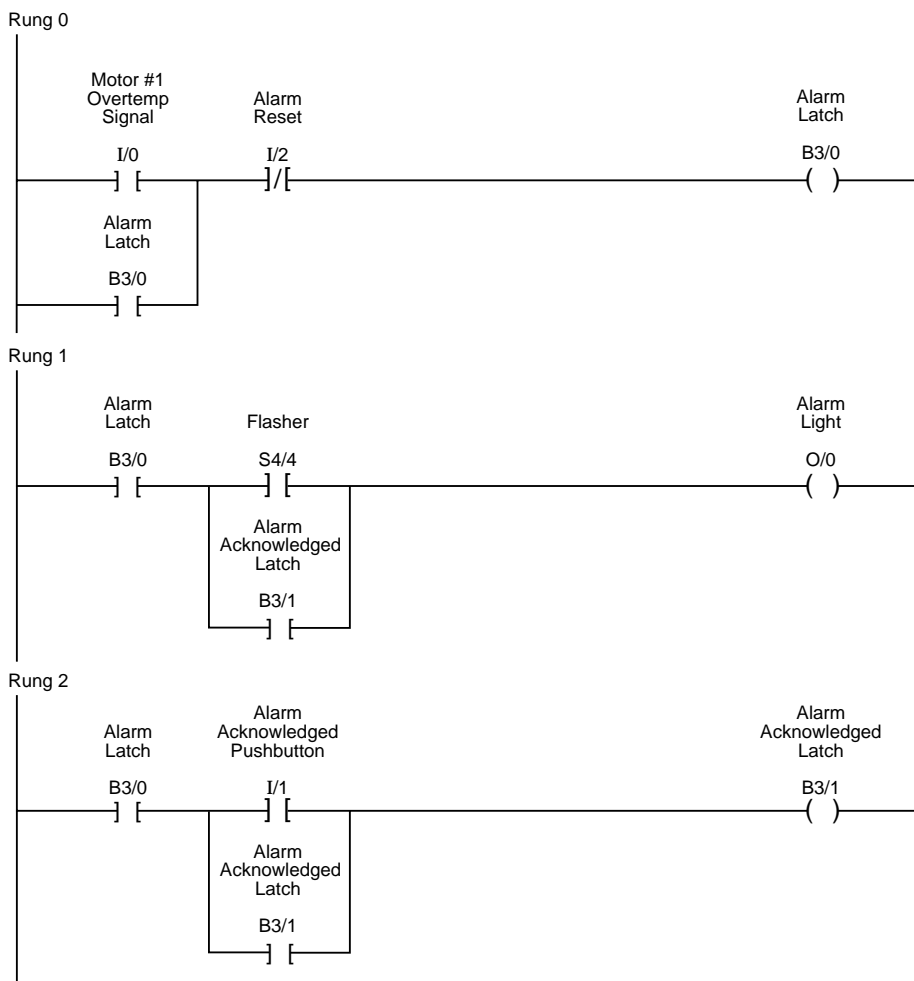 Rung 0
Motor #1
Overtemp
Signal
I/0
Alarm
Reset
I/2
Alarm
Latch
B3/0
Alarm
Latch
B3/0
Rung 1
Alarm
Latch
B3/0
Flasher
S4/4
Alarm
Light
O/0
Alarm
Acknowledged
Latch
B3/1
Rung 2
Alarm
Latch
B3/0
Alarm
Acknowledged
Pushbutton
I/1
Alarm
Acknowledged
Latch
B3/1
Alarm
Acknowledged
Latch
B3/1